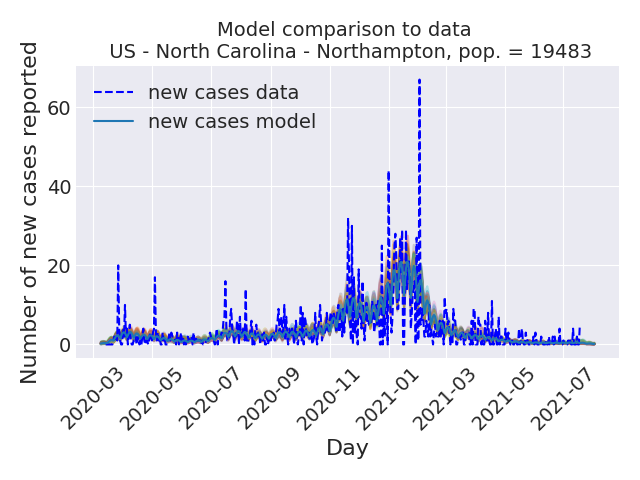 Model comparison to data
US - North Carolina - Northampton, pop. = 19483
Number of new cases reported
60
40
20
0
new cases data
new cases model
2020-03
2020-05
2020-07
2020-09
2020-11
2021-01
2021-03
2021-05
2021-07
Day